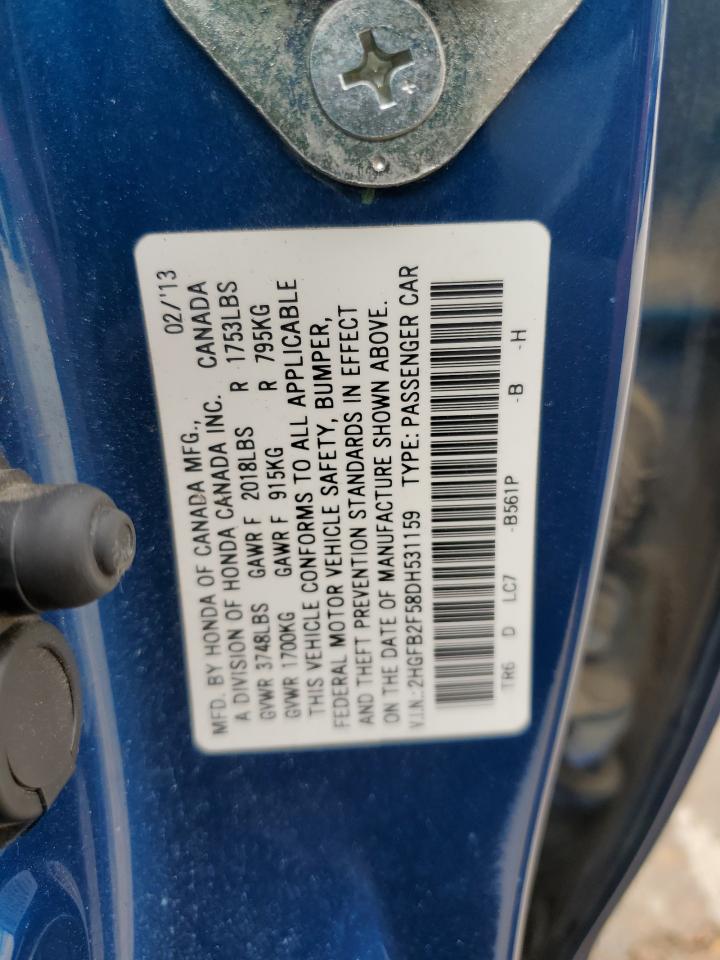 MFD. BY HONDA OF CANADA MFG., 02/'13
A DIVISION OF HONDA CANADA INC. CANADA
GVWR 3748LBS GAWR F 2018LBS R 1753LBS
GVWR 1700KG GAWR F 915KG R 795KG
THIS VEHICLE CONFORMS TO ALL APPLICABLE
FEDERAL MOTOR VEHICLE SAFETY, BUMPER,
AND THEFT PREVENTION STANDARDS IN EFFECT
ON THE DATE OF MANUFACTURE SHOWN ABOVE.
V.I.N.: 2HGFB2F58DH531159 TYPE: PASSENGER CAR
TR6 D LC7 -B561P -B -H